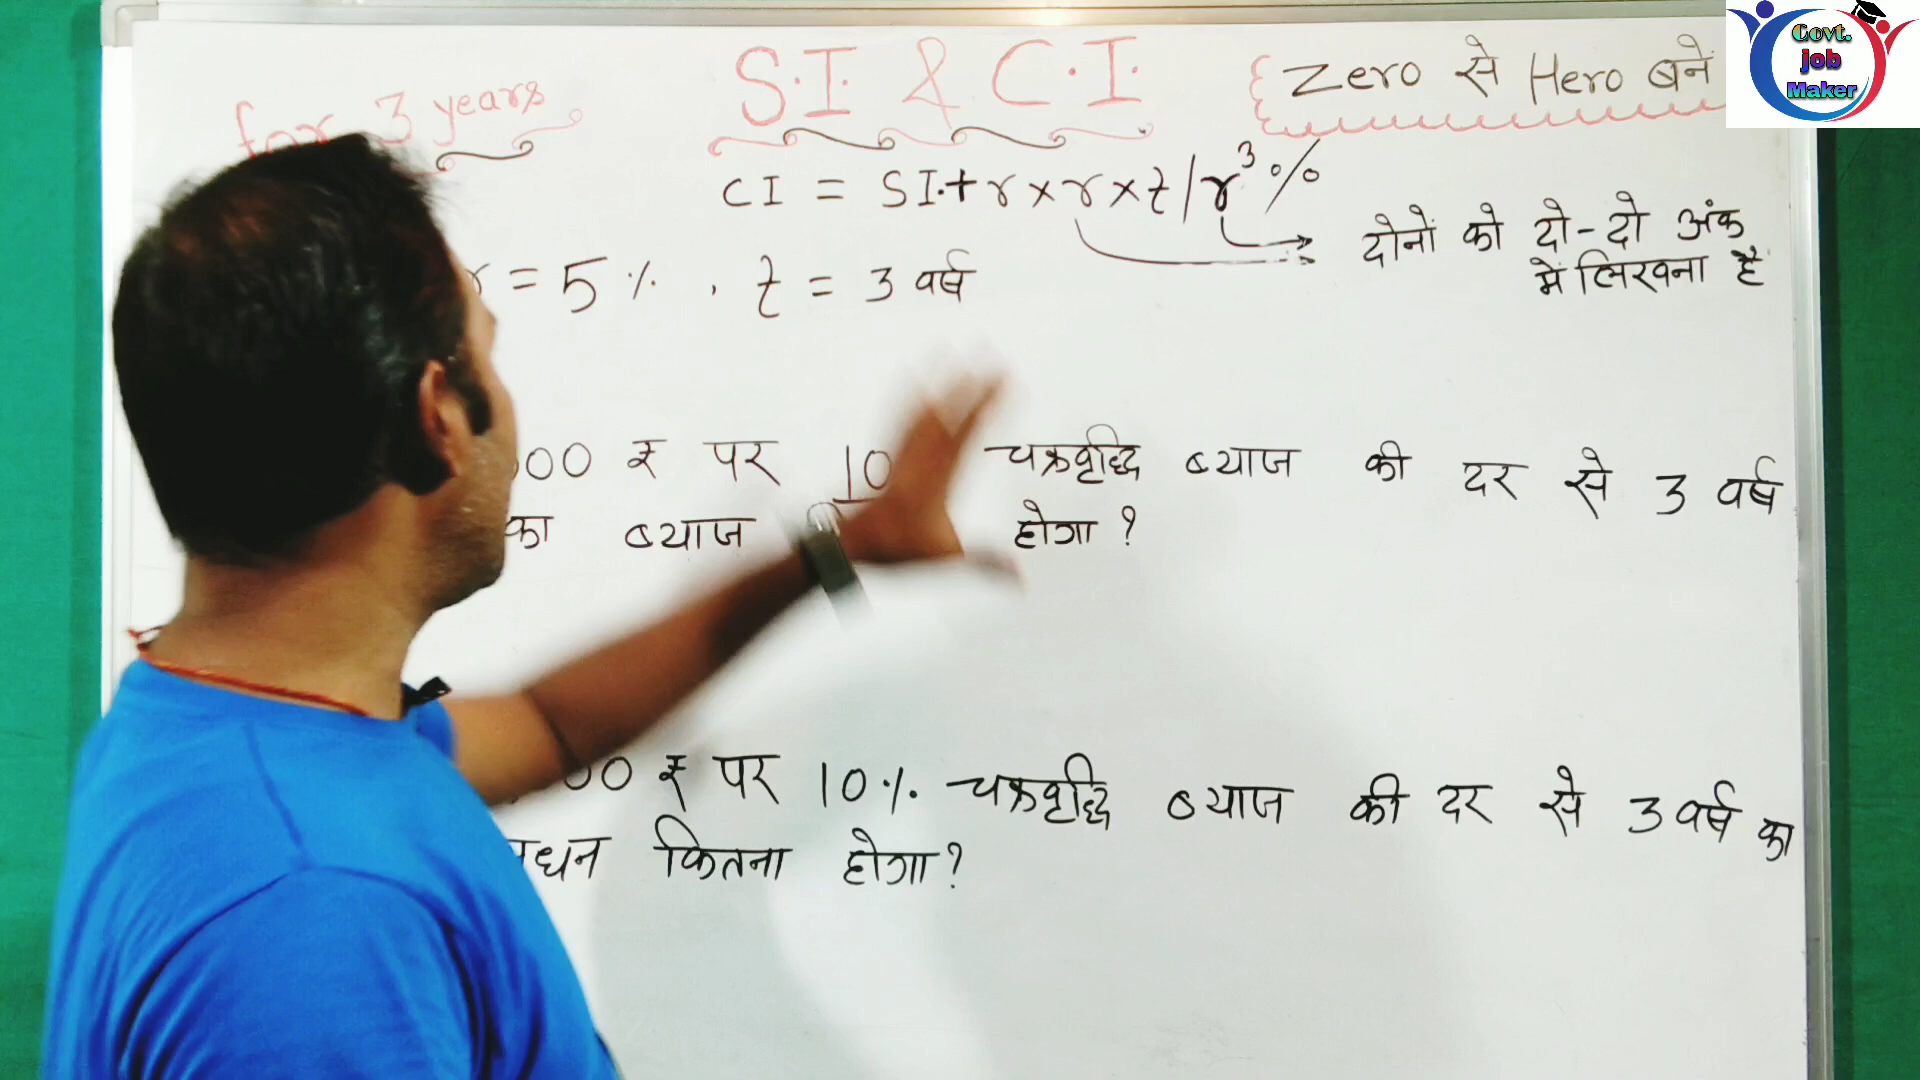 S.I. & C.I.
Zero से Hero बनें
Govt.
job
Maker
for 3 years
CI = SI.+r×r×t/r³%
दोनों को दो-दो अंक
में लिखना है
r = 5%. , t = 3 वर्ष
00 ₹ पर 10 चक्रवृद्धि ब्याज की दर से 3 वर्ष
का ब्याज होगा?
00 ₹ पर 10%. चक्रवृद्धि ब्याज की दर से 3 वर्ष का
कितना होगा?